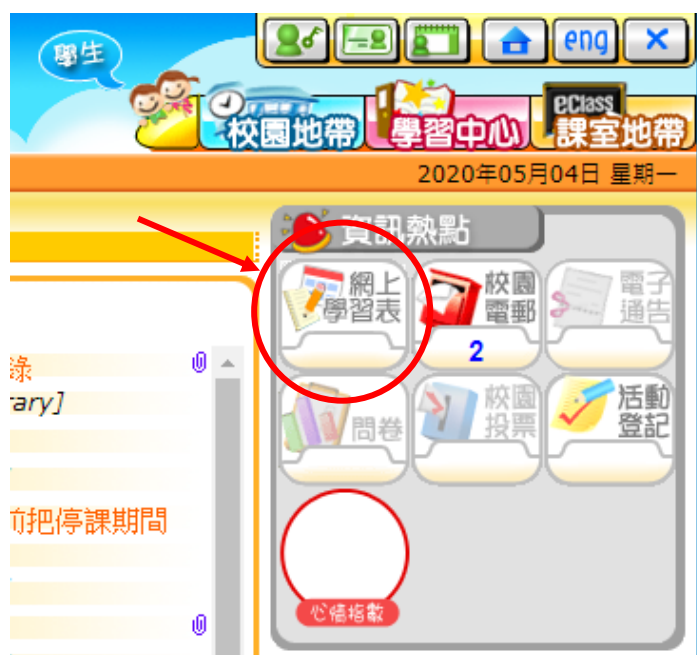 學生
eng
校園地帶
學習中心
eClass
課室地帶
2020年05月04日 星期一
資訊熱點
網上
學習表
校園
電郵
2
電子
通告
問卷
校園
投票
活動
登記
錄
ary]
前把停課期間
心情指數